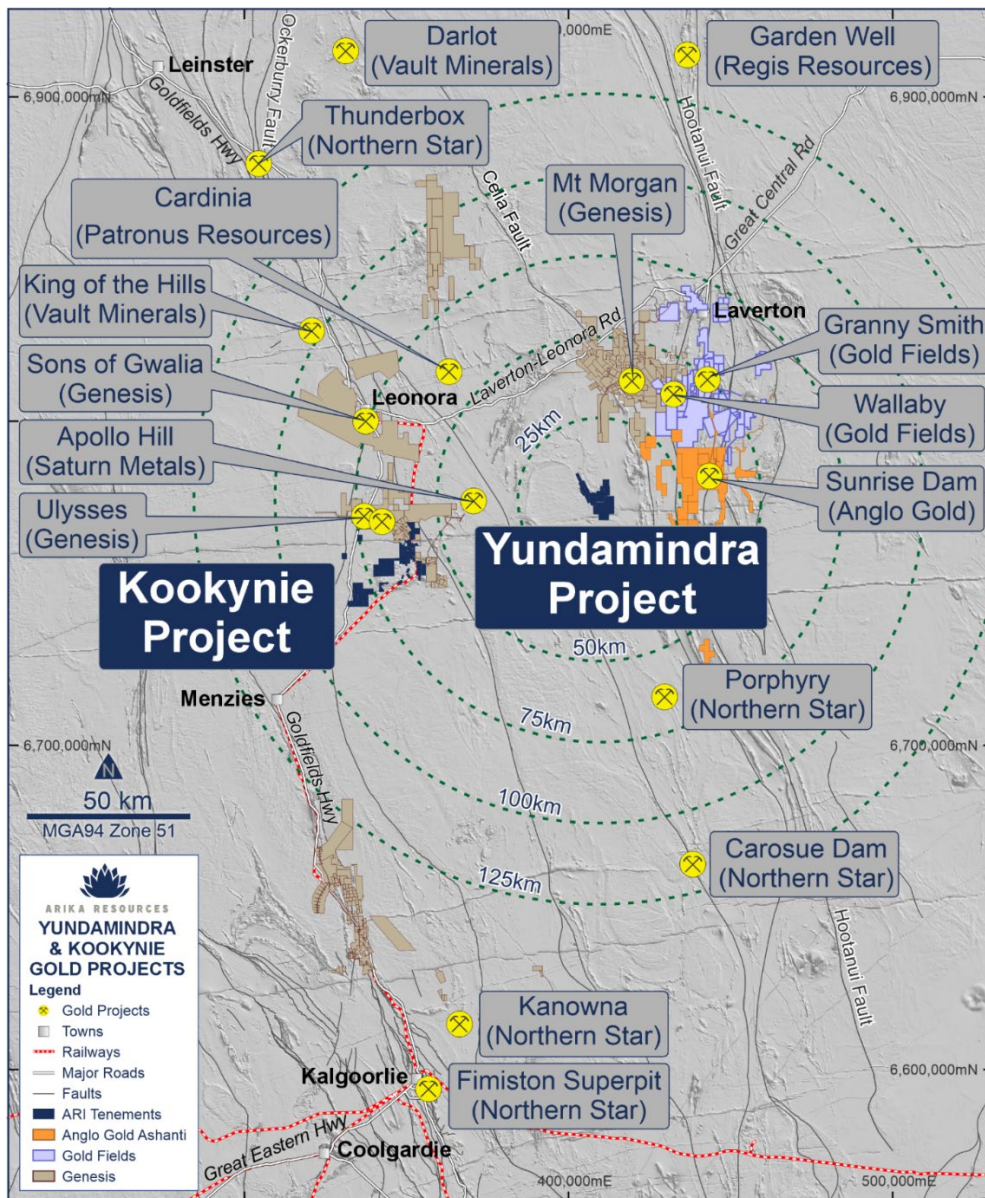 Darlot
(Vault Minerals)
Garden Well
(Regis Resources)
Leinster
Goldfields Hwy
Ockerburry Fault
6,900,000mN
6,900,000mN
Thunderbox
(Northern Star)
Hootanui Fault
Great Central Rd
Celia Fault
Cardinia
(Patronus Resources)
Mt Morgan
(Genesis)
King of the Hills
(Vault Minerals)
Laverton
Laverton-Leonora Rd
Granny Smith
(Gold Fields)
Sons of Gwalia
(Genesis)
Leonora
Wallaby
(Gold Fields)
25km
Apollo Hill
(Saturn Metals)
Sunrise Dam
(Anglo Gold)
Ulysses
(Genesis)
Yundamindra
Project
Kookynie
Project
50km
Menzies
Porphyry
(Northern Star)
75km
Goldfields Hwy
6,700,000mN
6,700,000mN
N
50 km
MGA94 Zone 51
100km
Carosue Dam
(Northern Star)
125km
Hootanui Fault
ARIKA RESOURCES
YUNDAMINDRA
& KOOKYNIE
GOLD PROJECTS
Legend
Gold Projects
Towns
Railways
Major Roads
Faults
ARI Tenements
Anglo Gold Ashanti
Gold Fields
Genesis
Kanowna
(Northern Star)
Kalgoorlie
Fimiston Superpit
(Northern Star)
6,600,000mN
Great Eastern Hwy
Coolgardie
400,000mE
500,000mE